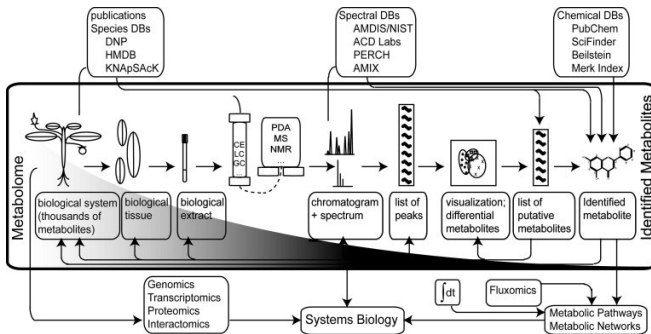 publications
Species DBs
DNP
HMDB
KNApSAcK
Spectral DBs
AMDIS/NIST
ACD Labs
PERCH
AMIX
Chemical DBs
PubChem
SciFinder
Beilstein
Merk Index
Metabolome
CE
LC
GC
...
PDA
MS
NMR
...
Identified Metabolites
biological system
(thousands of
metabolites)
biological
tissue
biological
extract
chromatogram
+ spectrum
list of
peaks
visualization;
differential
metabolites
list of
putative
metabolites
Identified
metabolite
Genomics
Transcriptomics
Proteomics
Interactomics
Systems Biology
∫dt
Fluxomics
Metabolic Pathways
Metabolic Networks